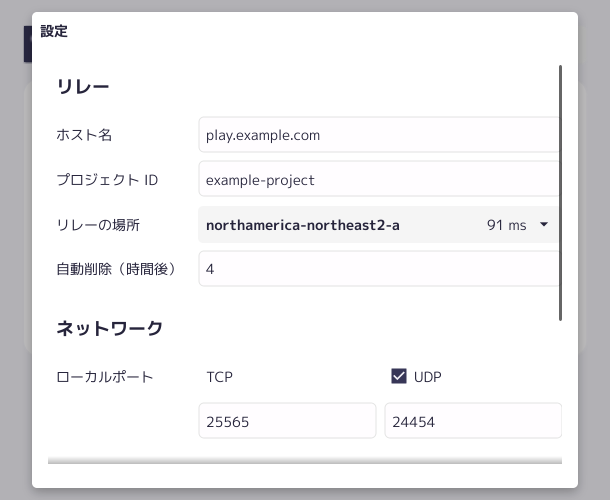 設定
リレー
ホスト名 play.example.com
プロジェクト ID example-project
リレーの場所 northamerica-northeast2-a 91 ms
自動削除（時間後） 4
ネットワーク
ローカルポート TCP UDP
25565 24454